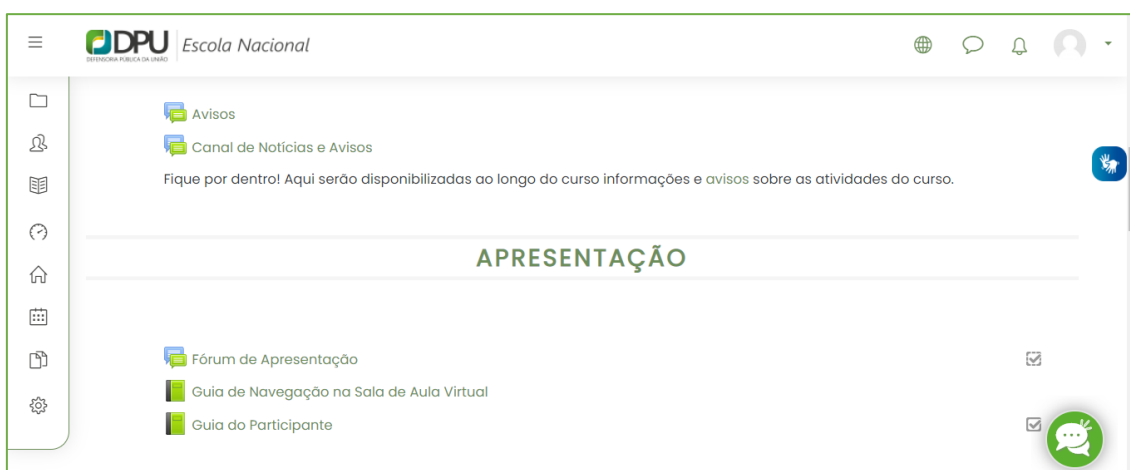 DPU Escola Nacional
DEFENSORIA PÚBLICA DA UNIÃO
Avisos
Canal de Notícias e Avisos
Fique por dentro! Aqui serão disponibilizadas ao longo do curso informações e avisos sobre as atividades do curso.
APRESENTAÇÃO
Fórum de Apresentação
Guia de Navegação na Sala de Aula Virtual
Guia do Participante